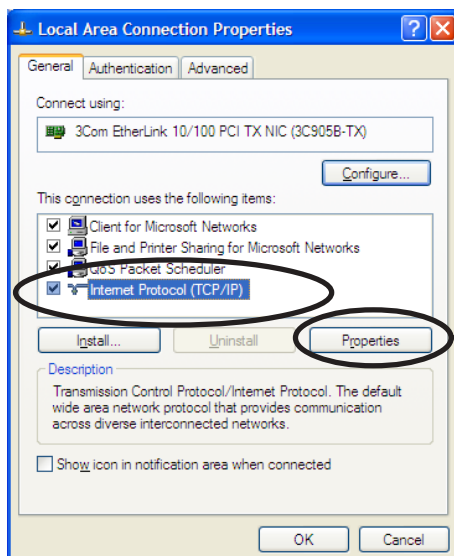 Local Area Connection Properties
General Authentication Advanced
Connect using:
3Com EtherLink 10/100 PCI TX NIC (3C905B-TX)
Configure...
This connection uses the following items:
Client for Microsoft Networks
File and Printer Sharing for Microsoft Networks
QoS Packet Scheduler
Internet Protocol (TCP/IP)
Install... Uninstall Properties
Description
Transmission Control Protocol/Internet Protocol. The default
wide area network protocol that provides communication
across diverse interconnected networks.
Show icon in notification area when connected
OK Cancel